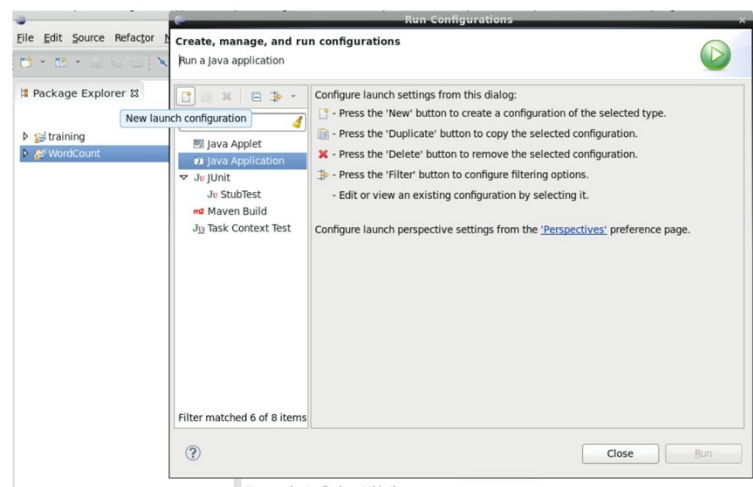 Run Configurations
File Edit Source Refactor
Create, manage, and run configurations
Run a Java application
Package Explorer
New launch configuration
training
WordCount
Java Applet
Java Application
JUnit
Ju StubTest
m2 Maven Build
Task Context Test
Filter matched 6 of 8 items
Configure launch settings from this dialog:
- Press the 'New' button to create a configuration of the selected type.
- Press the 'Duplicate' button to copy the selected configuration.
- Press the 'Delete' button to remove the selected configuration.
- Press the 'Filter' button to configure filtering options.
- Edit or view an existing configuration by selecting it.
Configure launch perspective settings from the 'Perspectives' preference page.
Close
Run